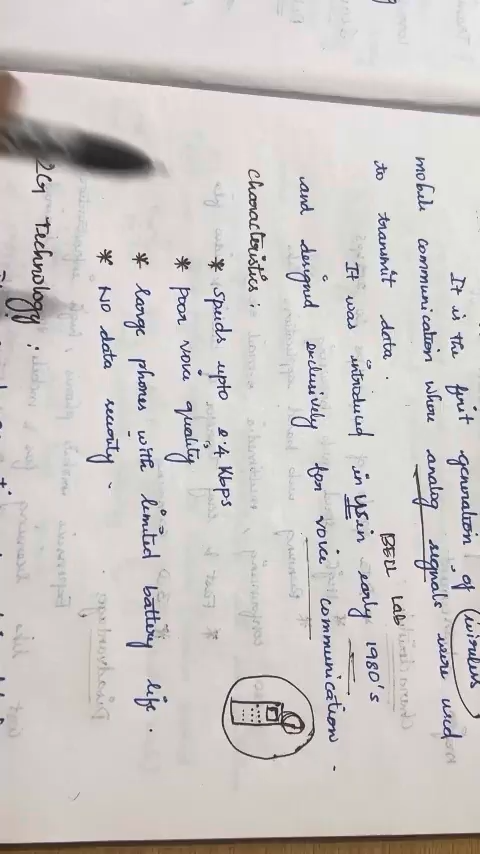 It is the first generation of wireless
mobile communication where analog signals were used
to transmit data.
BELL LAB
It was introduced in US in early 1980's
and designed exclusively for voice communication.
Characteristics:
* Speeds upto 2.4 Kbps
* poor voice quality
* large phones with limited battery life.
* NO data security.
2G Technology: